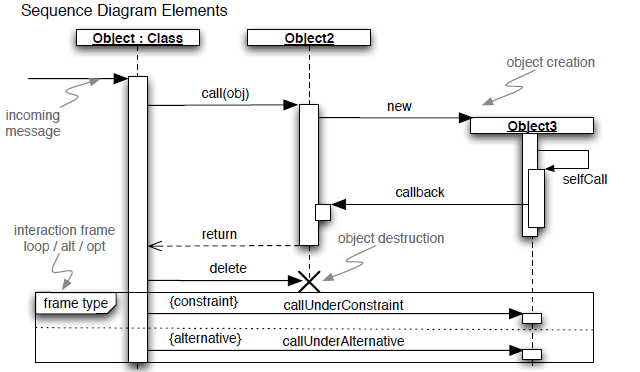 Sequence Diagram Elements
Object : Class
Object2
object creation
call(obj)
new
incoming
message
Object3
selfCall
callback
interaction frame
loop / alt / opt
return
object destruction
delete
frame type
{constraint}
callUnderConstraint
{alternative}
callUnderAlternative